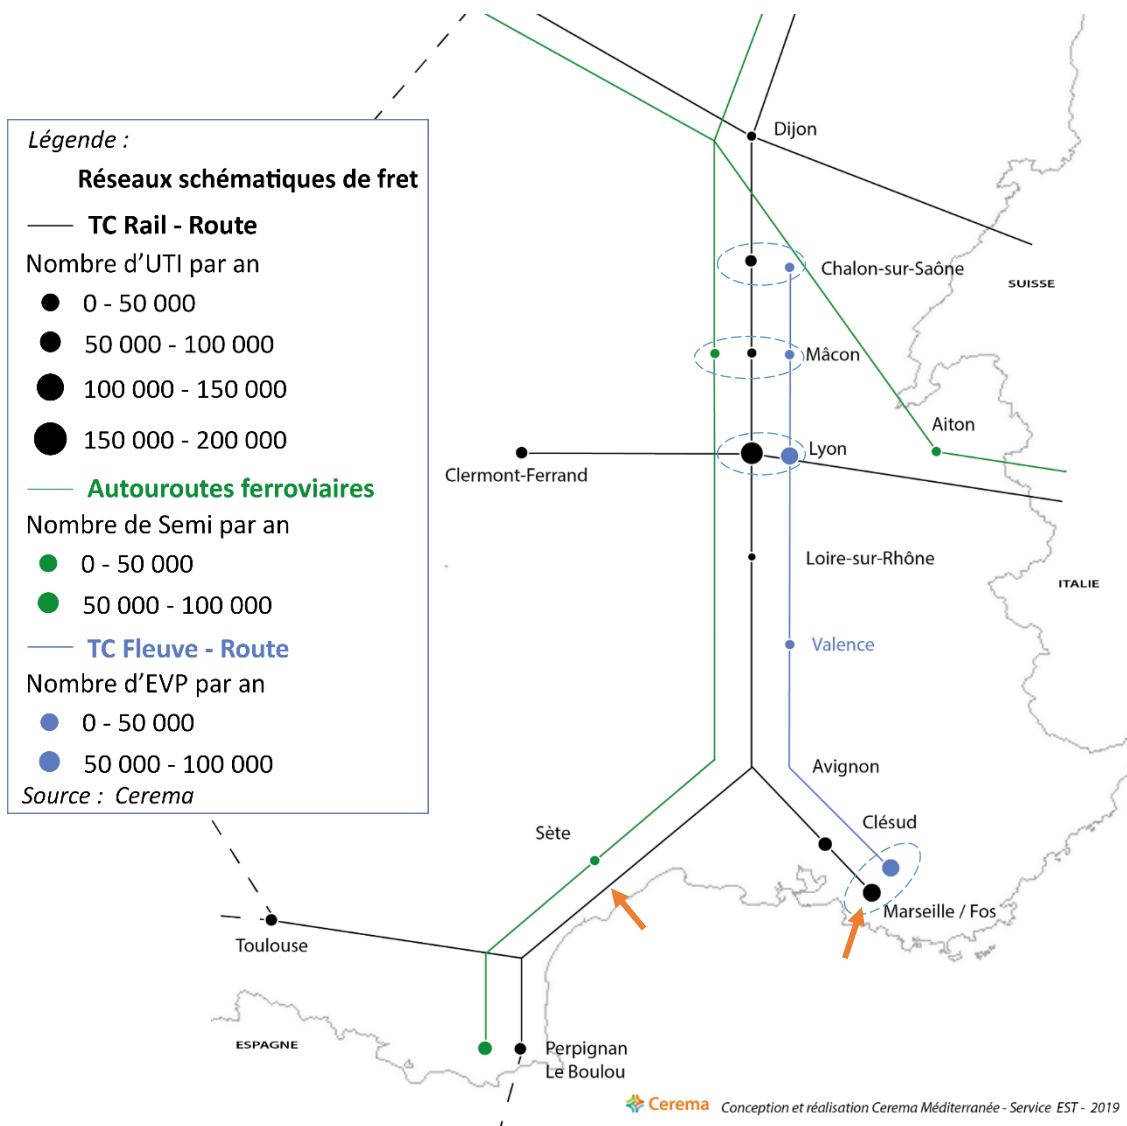 Légende :
Réseaux schématiques de fret
TC Rail - Route
Nombre d'UTI par an
0 - 50 000
50 000 - 100 000
100 000 - 150 000
150 000 - 200 000
Autouroutes ferroviaires
Nombre de Semi par an
0 - 50 000
50 000 - 100 000
TC Fleuve - Route
Nombre d'EVP par an
0 - 50 000
50 000 - 100 000
Source : Cerema
Dijon
Chalon-sur-Saône
SUISSE
Mâcon
Aiton
Lyon
Clermont-Ferrand
Loire-sur-Rhône
ITALIE
Valence
Avignon
Clésud
Sète
Marseille / Fos
Toulouse
ESPAGNE
Perpignan
Le Boulou
Cerema Conception et réalisation Cerema Méditerranée - Service EST - 2019